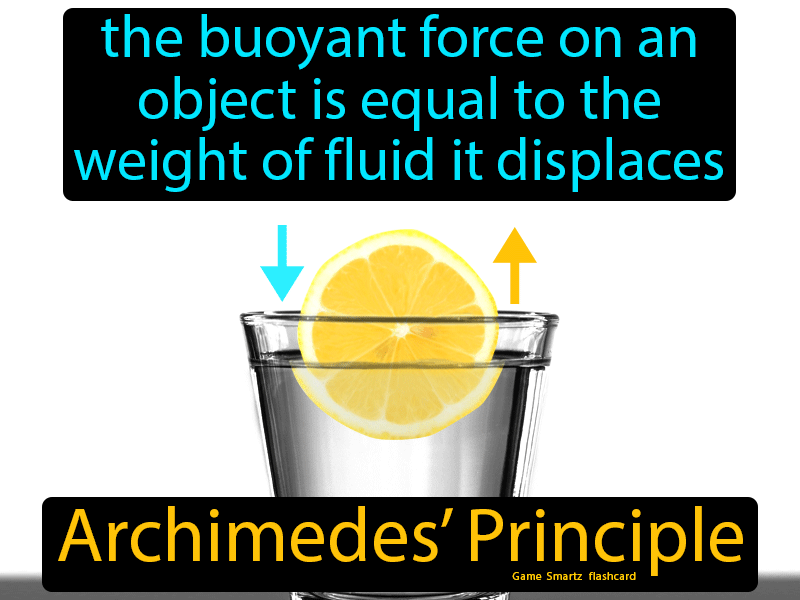 the buoyant force on an
object is equal to the
weight of fluid it displaces
Archimedes’ Principle
Game Smartz flashcard